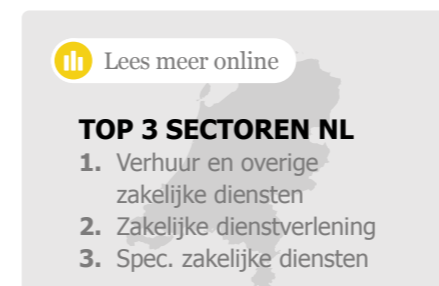 Lees meer online
TOP 3 SECTOREN NL
1. Verhuur en overige
zakelijke diensten
2. Zakelijke dienstverlening
3. Spec. zakelijke diensten